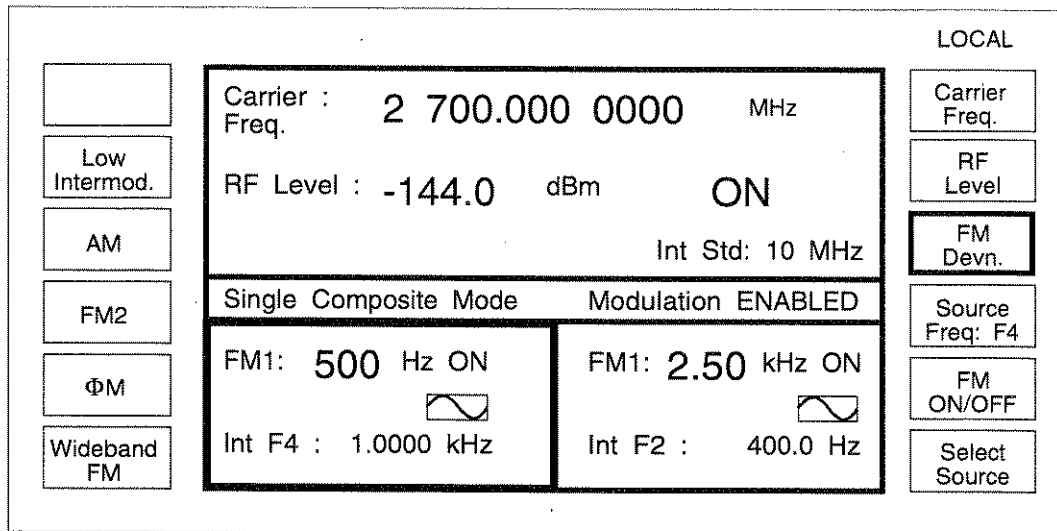 LOCAL
Low
Intermod.
AM
FM2
ΦM
Wideband
FM
Carrier :
Freq.
2 700.000 0000 MHz
RF Level : -144.0 dBm ON
Int Std: 10 MHz
Single Composite Mode
Modulation ENABLED
FM1: 500 Hz ON
Int F4 : 1.0000 kHz
FM1: 2.50 kHz ON
Int F2 : 400.0 Hz
Carrier
Freq.
RF
Level
FM
Devn.
Source
Freq: F4
FM
ON/OFF
Select
Source